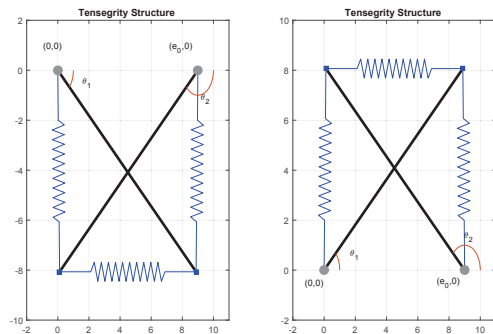 Tensegrity Structure
(0,0)
(e₀,0)
θ₁
θ₂
2
0
-2
-4
-6
-8
-10
-2 0 2 4 6 8 10
Tensegrity Structure
10
8
6
4
2
0
-2
θ₁
θ₂
(0,0)
(e₀,0)
-2 0 2 4 6 8 10